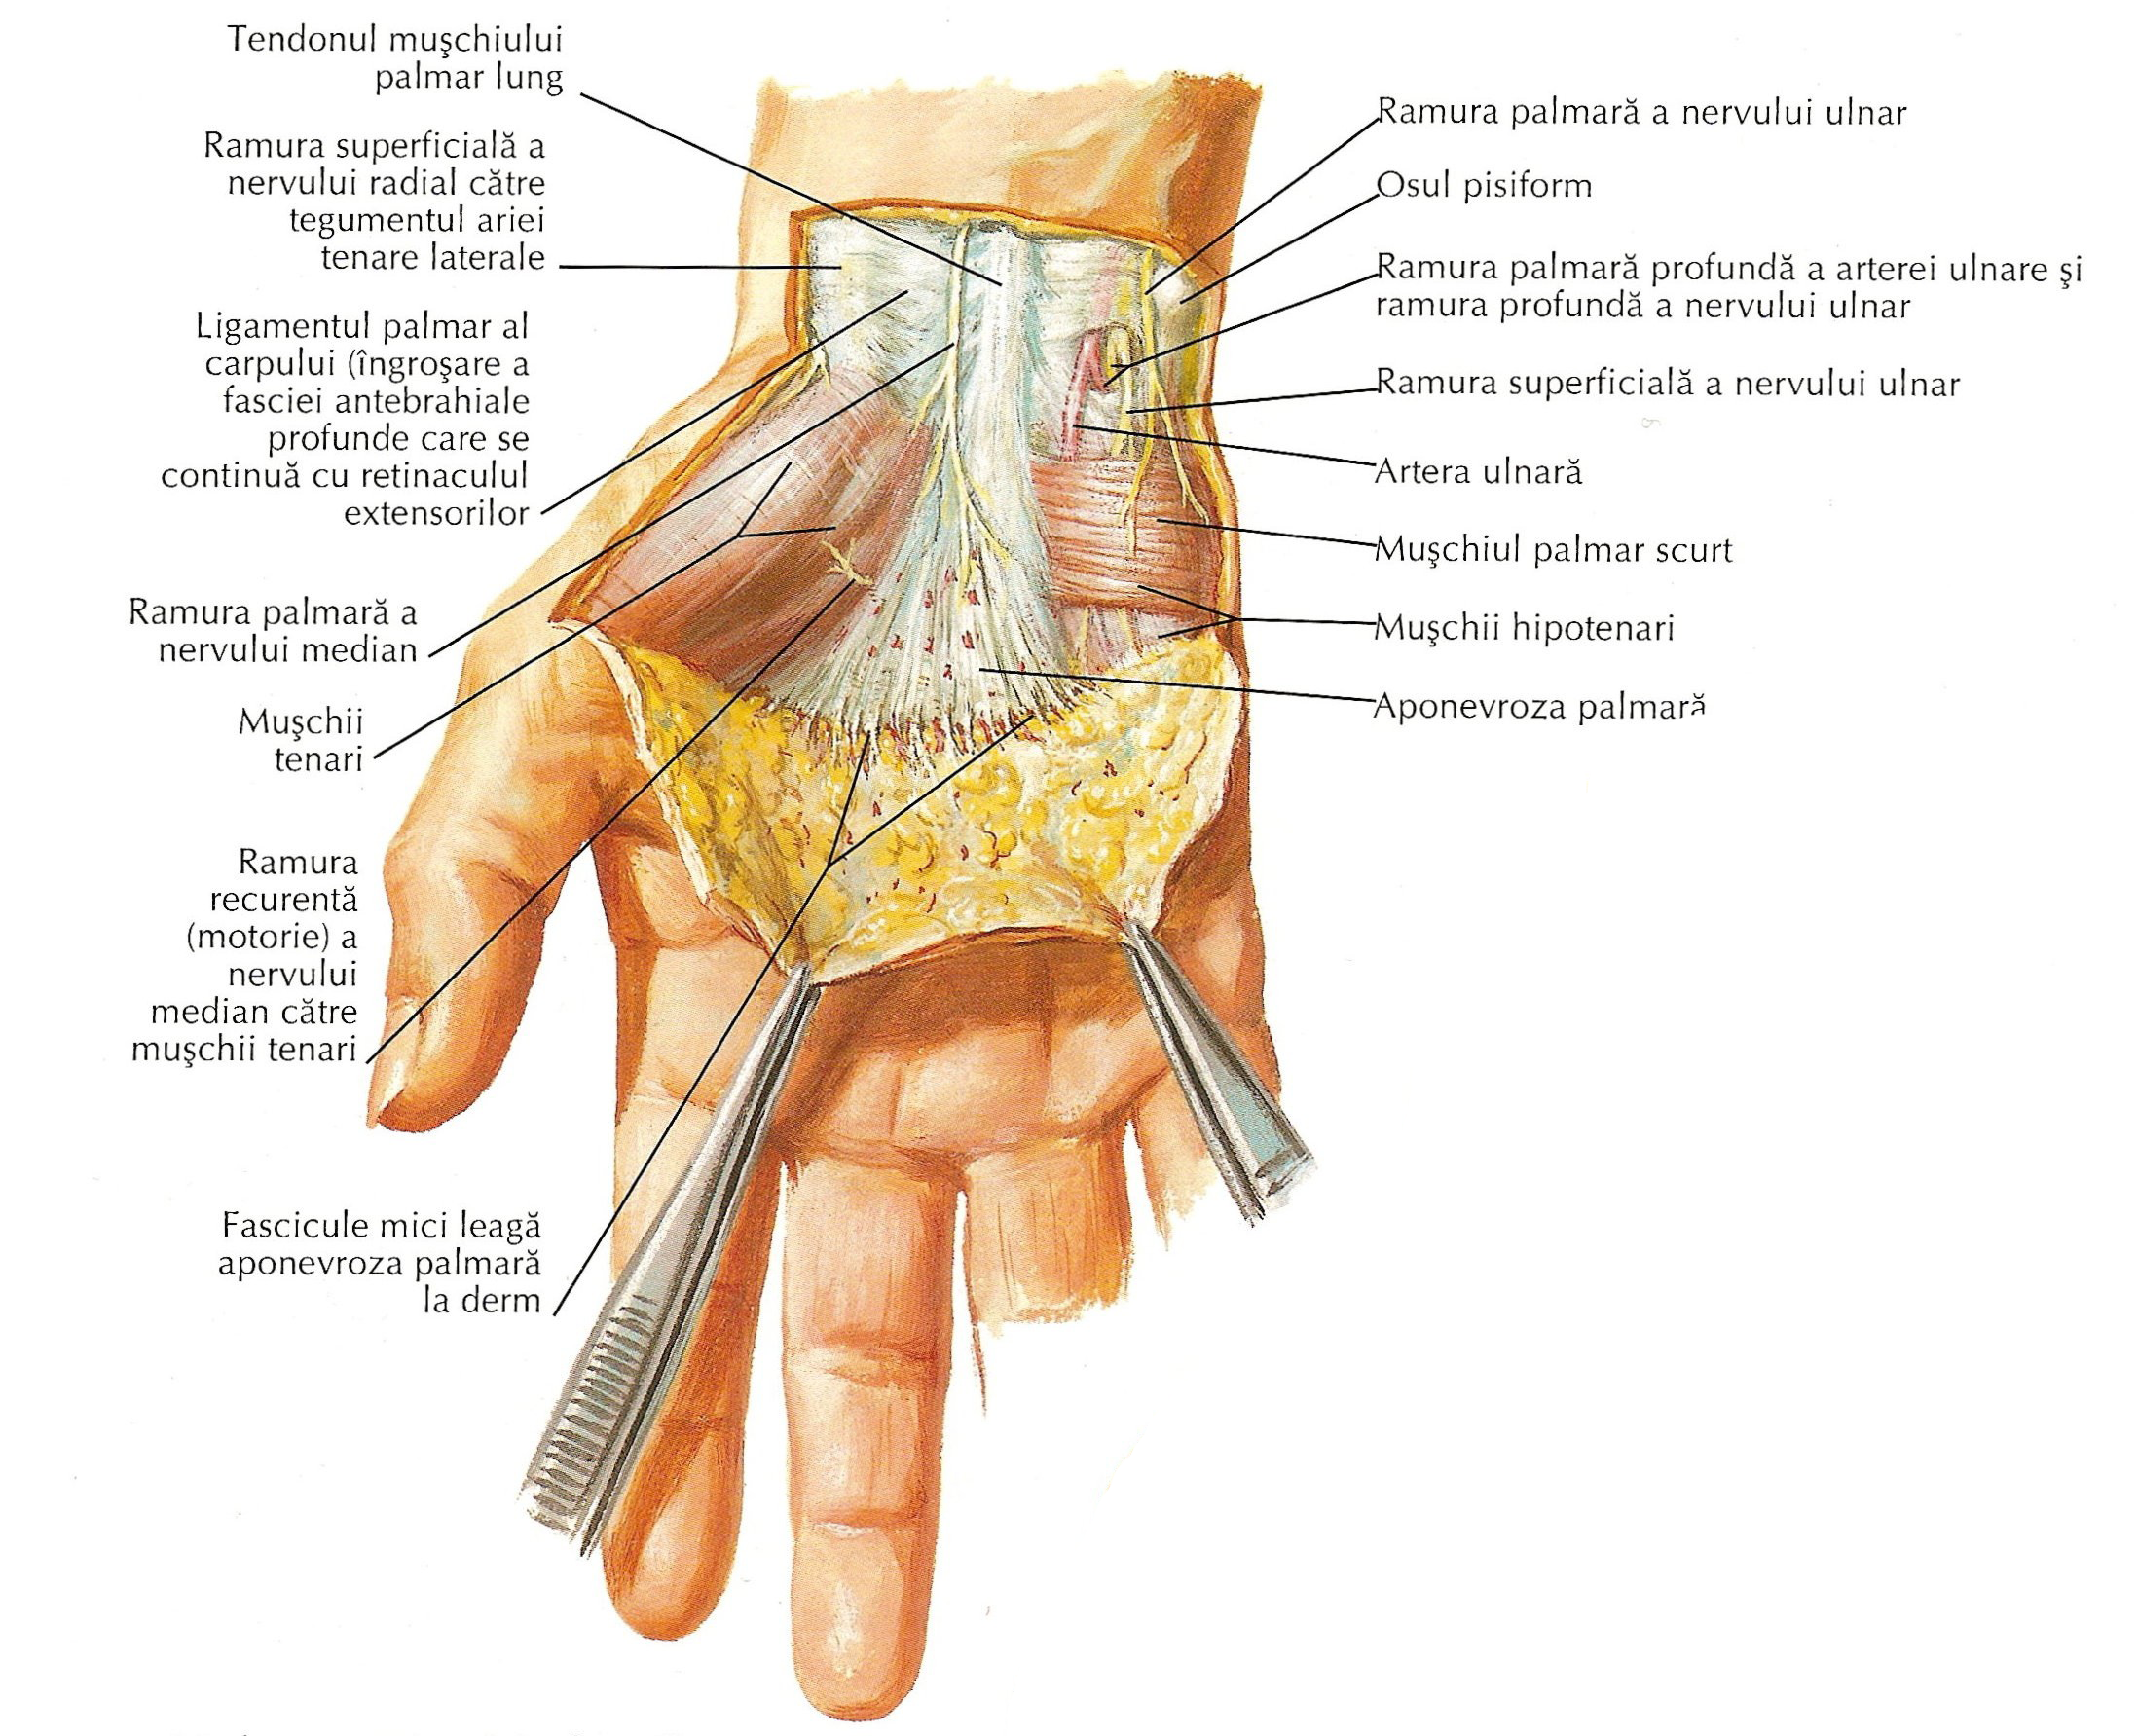 Tendonul muşchiului
palmar lung
Ramura superficială a
nervului radial către
tegumentul ariei
tenare laterale
Ligamentul palmar al
carpului (îngroşare a
fasciei antebrahiale
profunde care se
continuă cu retinaculul
extensorilor
Ramura palmară a
nervului median
Muşchii
tenari
Ramura
recurentă
(motorie) a
nervului
median către
muşchii tenari
Fascicule mici leagă
aponevroza palmară
la derm
Ramura palmară a nervului ulnar
Osul pisiform
Ramura palmară profundă a arterei ulnare şi
ramura profundă a nervului ulnar
Ramura superficială a nervului ulnar
Artera ulnară
Muşchiul palmar scurt
Muşchii hipotenari
Aponevroza palmară